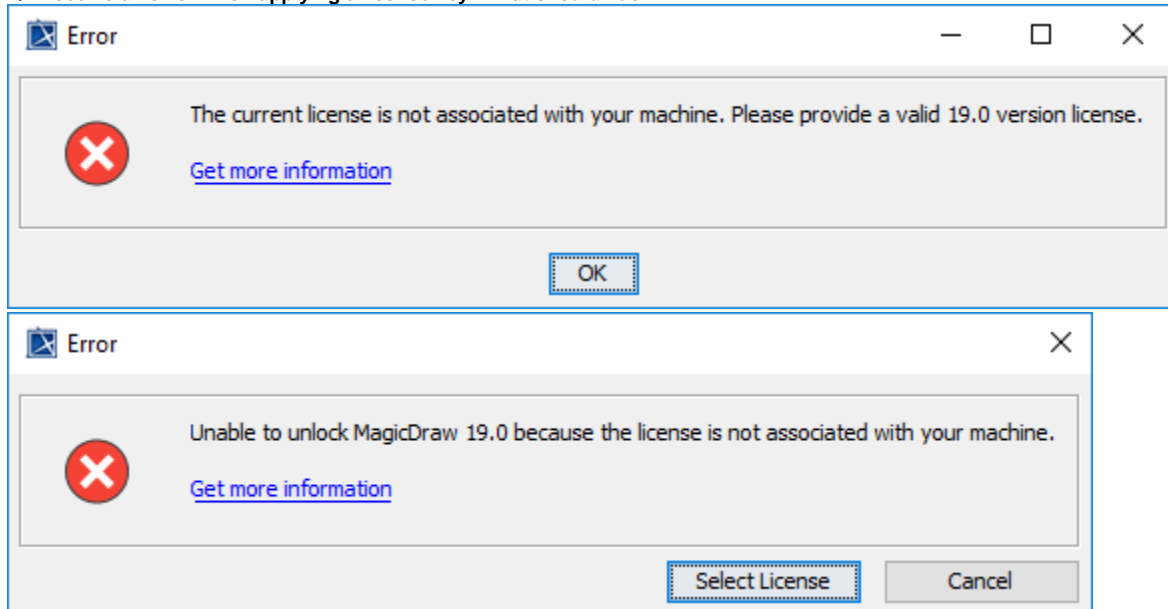 Error
The current license is not associated with your machine. Please provide a valid 19.0 version license.
Get more information
OK
Error
Unable to unlock MagicDraw 19.0 because the license is not associated with your machine.
Get more information
Select License
Cancel